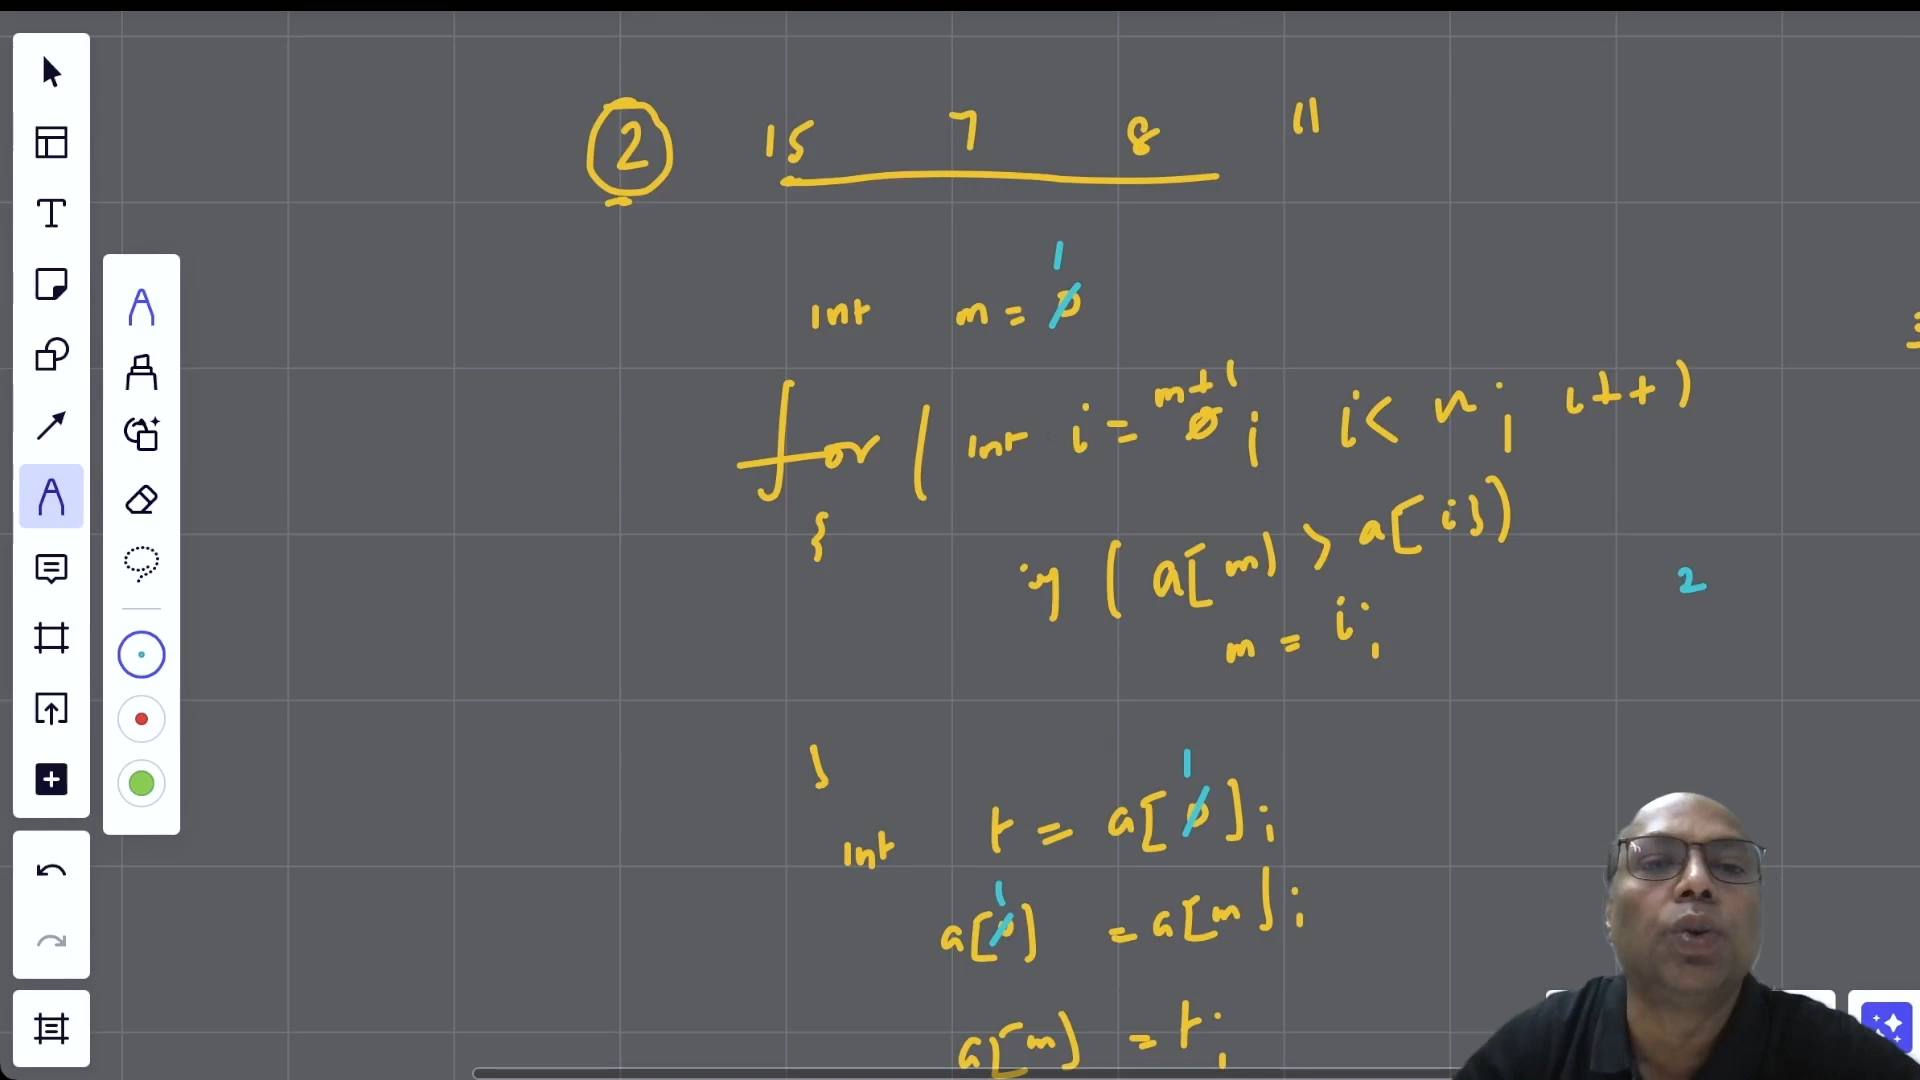 2 15 7 8 11
1
int m = 0
m+1
for ( int i = 0; i < n; i++ )
{
if ( a[m] > a[i])
2
m = i;
}
1
int t = a[0];
1
a[0] = a[m];
a[m] = t;